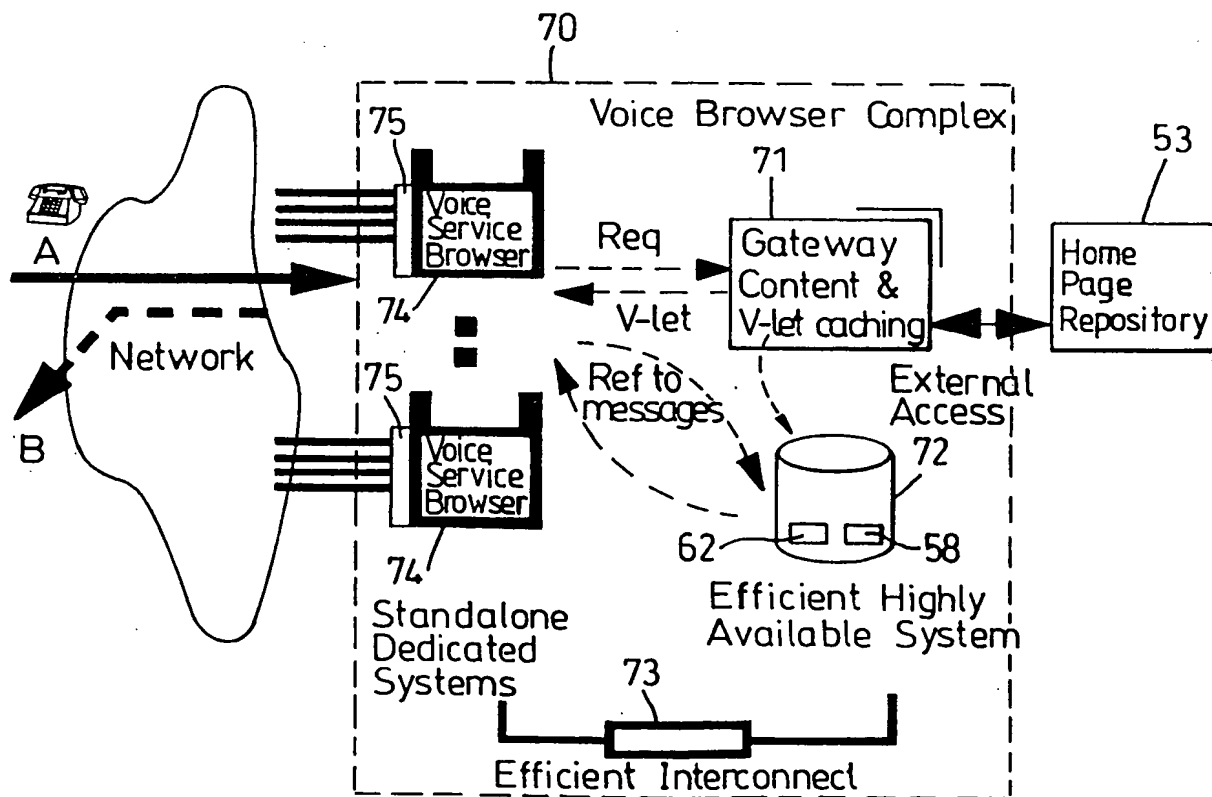 70
Voice Browser Complex
75
71
53
A
Voice
Service
Browser
Req
Gateway
Content &
V-let caching
Home
Page
Repository
74
V-let
Network
B
75
Ref to
messages
External
Access
Voice
Service
Browser
72
62
58
74
Standalone
Dedicated
Systems
Efficient Highly
Available System
73
Efficient Interconnect